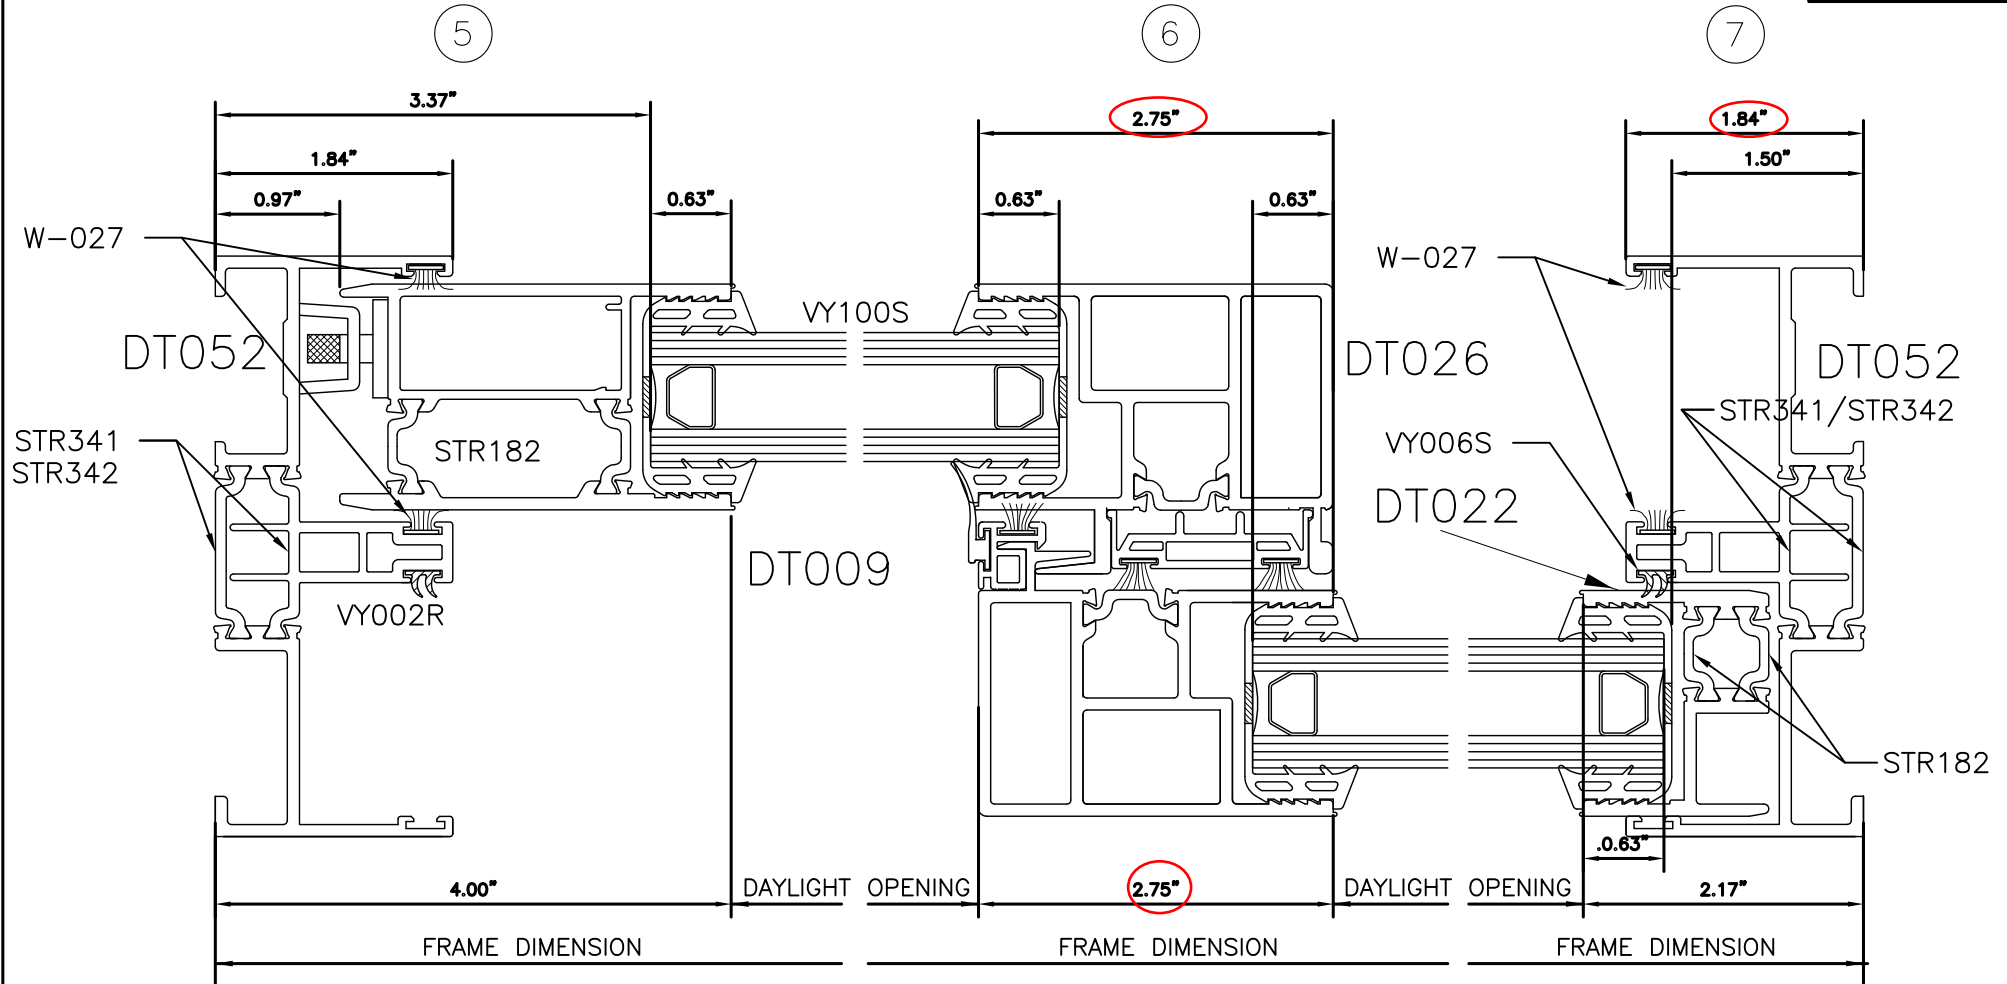 5
6
7
3.37"
2.75"
1.84"
1.84"
1.50"
0.97"
0.63"
0.63"
0.63"
W-027
W-027
VY100S
DT052
DT026
DT052
STR341/STR342
STR341
STR342
STR182
VY006S
DT022
DT009
VY002R
STR182
.0.63"
4.00"
DAYLIGHT OPENING
2.75"
DAYLIGHT OPENING
2.17"
FRAME DIMENSION
FRAME DIMENSION
FRAME DIMENSION